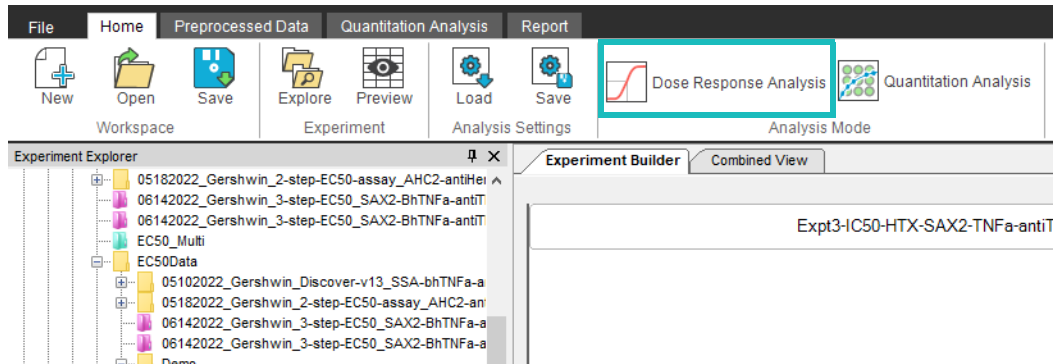 File Home Preprocessed Data Quantitation Analysis Report
New Open Save Explore Preview Load Save Dose Response Analysis Quantitation Analysis
Workspace Experiment Analysis Settings Analysis Mode
Experiment Explorer
Experiment Builder Combined View
05182022_Gershwin_2-step-EC50-assay_AHC2-antiHer
06142022_Gershwin_3-step-EC50_SAX2-BhTNFa-antiT
06142022_Gershwin_3-step-EC50_SAX2-BhTNFa-antiT
Expt3-IC50-HTX-SAX2-TNFa-antiT
EC50_Multi
EC50Data
05102022_Gershwin_Discover-v13_SSA-bhTNFa-a
05182022_Gershwin_2-step-EC50-assay_AHC2-an
06142022_Gershwin_3-step-EC50_SAX2-BhTNFa-a
06142022_Gershwin_3-step-EC50_SAX2-BhTNFa-a
Demo